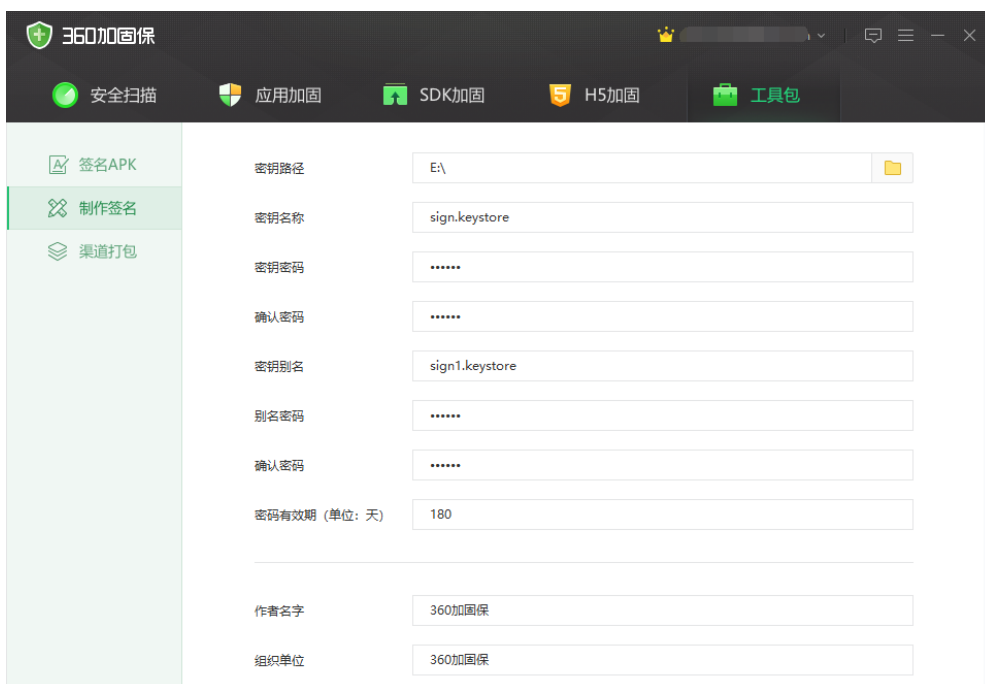 360加固保
安全扫描 应用加固 SDK加固 H5加固 工具包
签名APK
制作签名
渠道打包
密钥路径 E:\
密钥名称 sign.keystore
密钥密码 ••••••
确认密码 ••••••
密钥别名 sign1.keystore
别名密码 ••••••
确认密码 ••••••
密码有效期（单位：天） 180
作者名字 360加固保
组织单位 360加固保